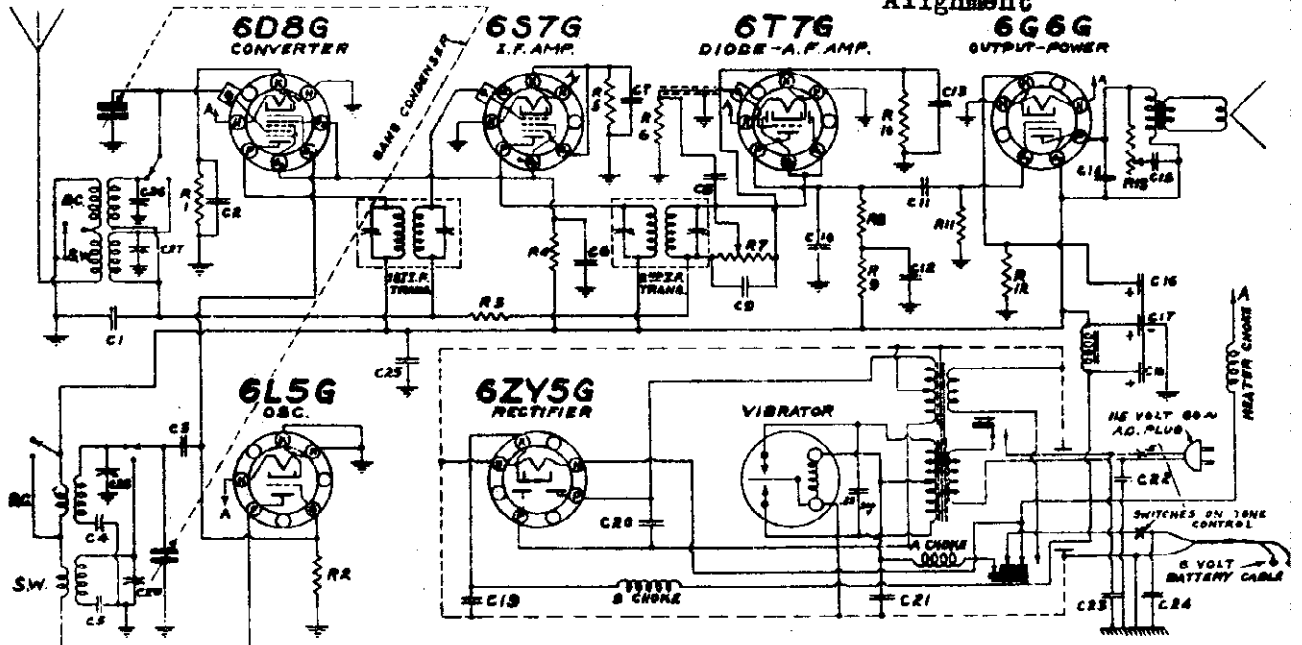 Alignment
6D8G
CONVERTER
6S7G
I.F. AMP.
6T7G
DIODE-A.F. AMP.
6G6G
OUTPUT-POWER
GANG CONDENSER
A
A
A
R1
C2
R5
C7
R6
R10
C13
C14
R13
C15
B.C.
S.W.
C26
C27
1ST I.F. TRANS.
R4
C6
2ND I.F. TRANS.
C8
R7
C9
C10
R8
C11
R11
R9
C12
R12
C16
C17
C18
A
HEATER CHOKE
C1
R3
C25
6L5G
OSC.
6ZY5G
RECTIFIER
VIBRATOR
115 VOLT 60~
A.C. PLUG
C3
C4
C5
B.C.
S.W.
A
R2
C20
C22
SWITCHES ON TONE
CONTROL
A CHOKE
B CHOKE
C19
C21
C23
C24
6 VOLT
BATTERY CABLE